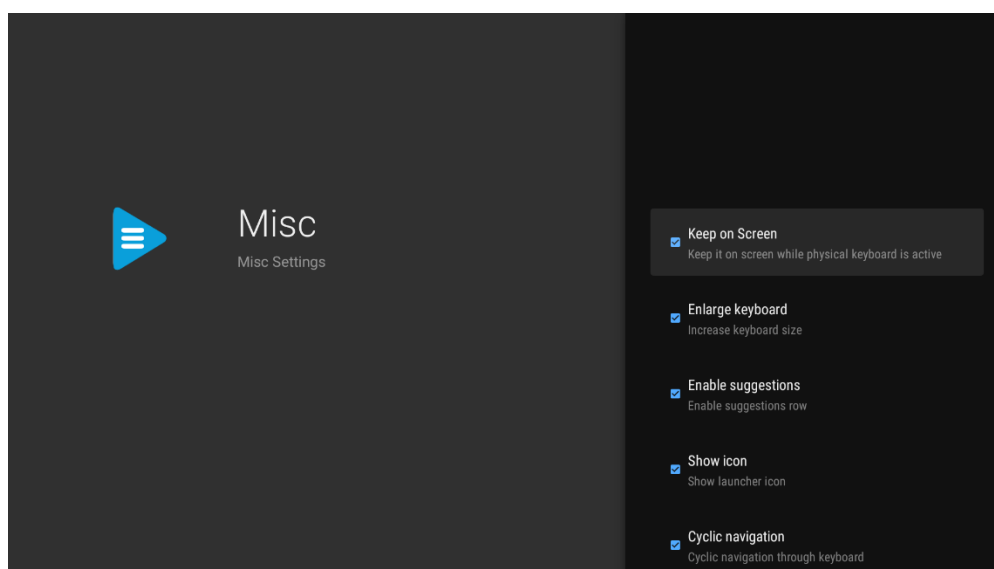 Misc
Misc Settings
Keep on Screen
Keep it on screen while physical keyboard is active
Enlarge keyboard
Increase keyboard size
Enable suggestions
Enable suggestions row
Show icon
Show launcher icon
Cyclic navigation
Cyclic navigation through keyboard